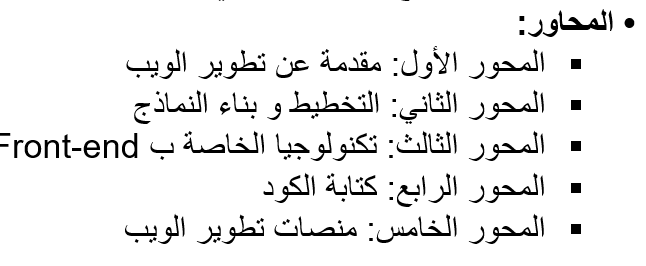 • المحاور:
▪ المحور الأول: مقدمة عن تطوير الويب
▪ المحور الثاني: التخطيط و بناء النماذج
▪ المحور الثالث: تكنولوجيا الخاصة ب Front-end
▪ المحور الرابع: كتابة الكود
▪ المحور الخامس: منصات تطوير الويب